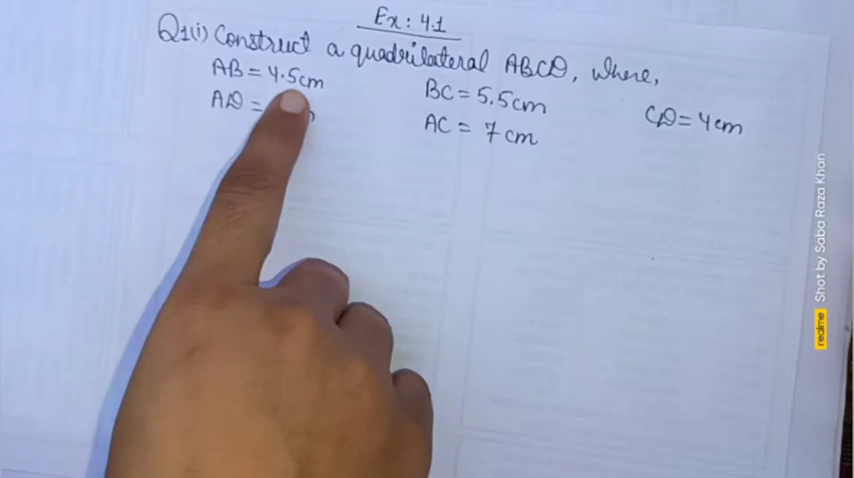 Ex: 4.1
Q1(i) Construct a quadrilateral ABCD, where,
AB = 4.5cm BC = 5.5cm CD = 4cm
AD = m AC = 7cm
realme Shot by Saba Raza Khan